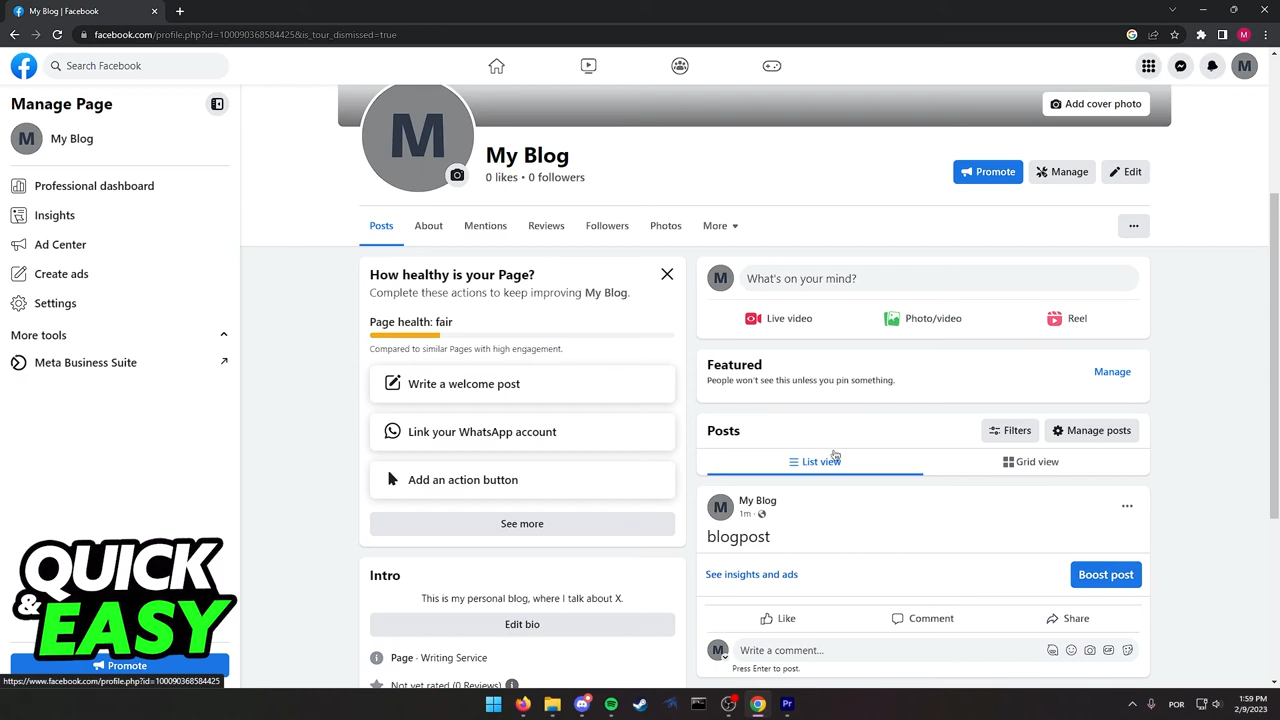 My Blog | Facebook
facebook.com/profile.php?id=100090368584425&is_tour_dismissed=true
M
Search Facebook
M
Manage Page
M My Blog
Professional dashboard
Insights
Ad Center
Create ads
Settings
More tools
Meta Business Suite
QUICK
& EASY
Promote
https://www.facebook.com/profile.php?id=100090368584425
Add cover photo
M
My Blog
0 likes • 0 followers
Promote
Manage
Edit
Posts
About
Mentions
Reviews
Followers
Photos
More
How healthy is your Page?
Complete these actions to keep improving My Blog.
Page health: fair
Compared to similar Pages with high engagement.
Write a welcome post
Link your WhatsApp account
Add an action button
See more
Intro
This is my personal blog, where I talk about X.
Edit bio
Page · Writing Service
Not yet rated (0 Reviews)
M What's on your mind?
Live video
Photo/video
Reel
Featured
People won't see this unless you pin something.
Manage
Posts
Filters
Manage posts
List view
Grid view
M My Blog
1m ·
blogpost
See insights and ads
Boost post
Like
Comment
Share
M Write a comment...
GIF
Press Enter to post.
POR
1:59 PM
2/9/2023
Pr